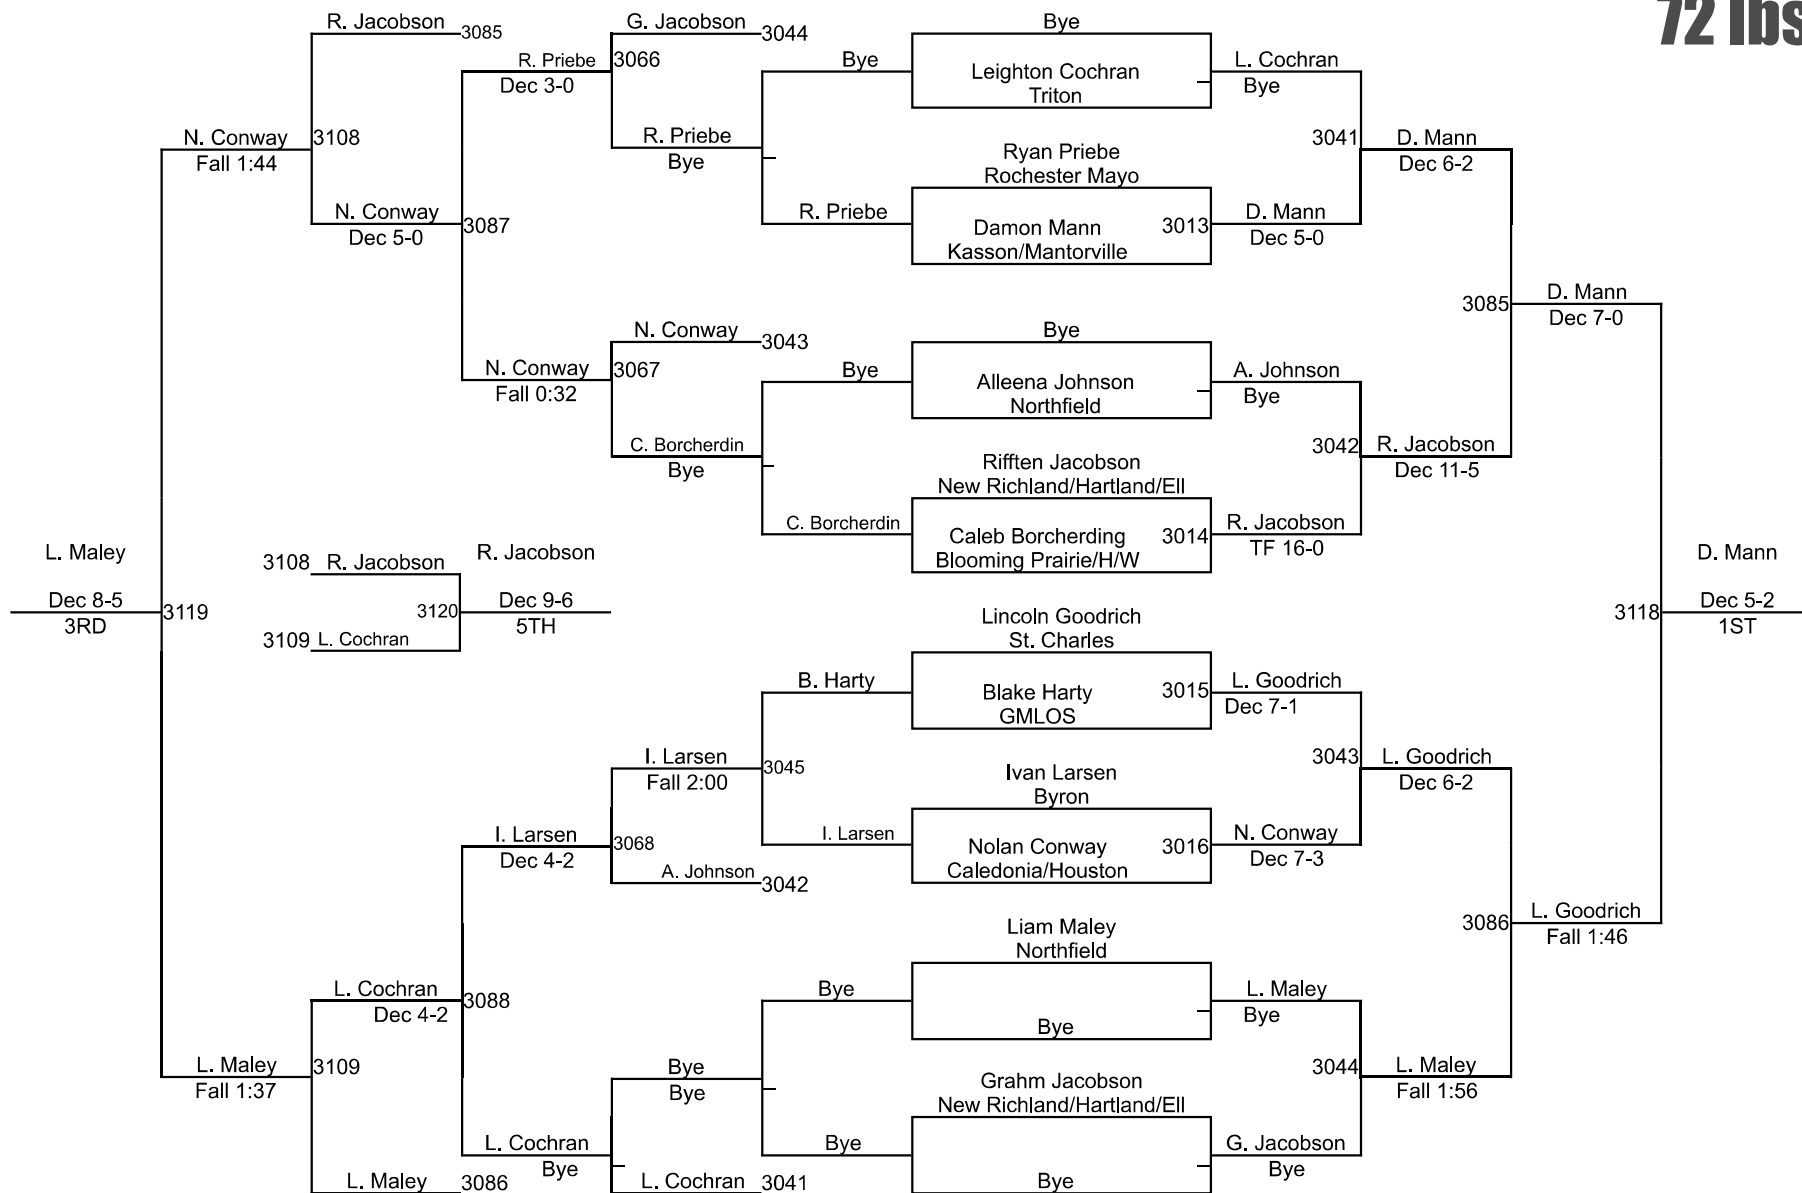 72 lbs
R. Jacobson
3085
G. Jacobson
3044
Bye
R. Priebe
3066
Dec 3-0
Bye
Leighton Cochran
Triton
L. Cochran
Bye
N. Conway
3108
Fall 1:44
R. Priebe
Bye
Ryan Priebe
Rochester Mayo
3041
D. Mann
Dec 6-2
N. Conway
3087
Dec 5-0
R. Priebe
Damon Mann
3013
Kasson/Mantorville
D. Mann
Dec 5-0
3085
D. Mann
Dec 7-0
N. Conway
3043
Bye
N. Conway
3067
Fall 0:32
Bye
Alleena Johnson
Northfield
A. Johnson
Bye
C. Borcherdin
Bye
Rifften Jacobson
New Richland/Hartland/Ell
3042
R. Jacobson
Dec 11-5
C. Borcherdin
Caleb Borcherding
3014
Blooming Prairie/H/W
R. Jacobson
TF 16-0
L. Maley
Dec 8-5
3RD
3119
3108
R. Jacobson
3109
L. Cochran
3120
R. Jacobson
Dec 9-6
5TH
3118
D. Mann
Dec 5-2
1ST
Lincoln Goodrich
St. Charles
B. Harty
Blake Harty
3015
GMLOS
L. Goodrich
Dec 7-1
I. Larsen
3045
Fall 2:00
Ivan Larsen
Byron
3043
L. Goodrich
Dec 6-2
I. Larsen
3068
Dec 4-2
I. Larsen
Nolan Conway
3016
Caledonia/Houston
N. Conway
Dec 7-3
A. Johnson
3042
Liam Maley
Northfield
3086
L. Goodrich
Fall 1:46
L. Cochran
3088
Dec 4-2
Bye
Bye
L. Maley
Bye
L. Maley
3109
Fall 1:37
Bye
Bye
Grahm Jacobson
New Richland/Hartland/Ell
3044
L. Maley
Fall 1:56
L. Cochran
Bye
Bye
Bye
G. Jacobson
Bye
L. Maley
3086
L. Cochran
3041